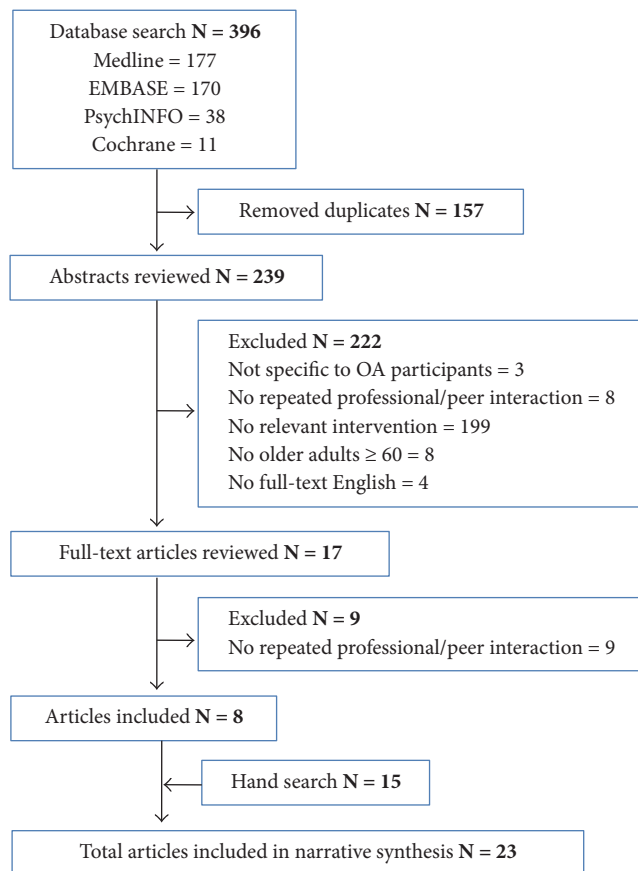 Database search N = 396
Medline = 177
EMBASE = 170
PsychINFO = 38
Cochrane = 11
Removed duplicates N = 157
Abstracts reviewed N = 239
Excluded N = 222
Not specific to OA participants = 3
No repeated professional/peer interaction = 8
No relevant intervention = 199
No older adults ≥ 60 = 8
No full-text English = 4
Full-text articles reviewed N = 17
Excluded N = 9
No repeated professional/peer interaction = 9
Articles included N = 8
Hand search N = 15
Total articles included in narrative synthesis N = 23